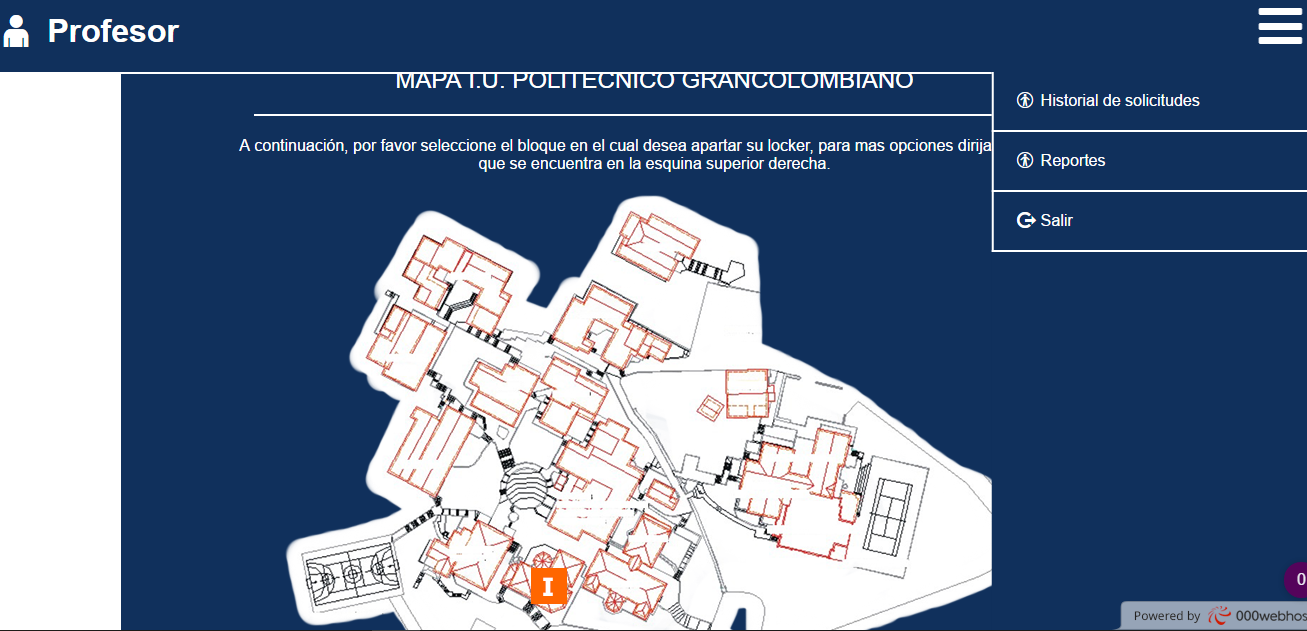 Profesor
MAPA I.U. POLITECNICO GRANCOLOMBIANO
A continuación, por favor seleccione el bloque en el cual desea apartar su locker, para mas opciones dirija
que se encuentra en la esquina superior derecha.
Historial de solicitudes
Reportes
Salir
I
0
Powered by 000webhos